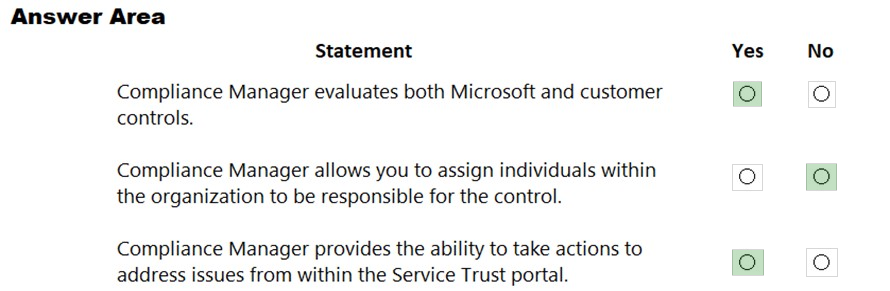 Answer Area
Statement Yes No
Compliance Manager evaluates both Microsoft and customer
controls.
Compliance Manager allows you to assign individuals within
the organization to be responsible for the control.
Compliance Manager provides the ability to take actions to
address issues from within the Service Trust portal.